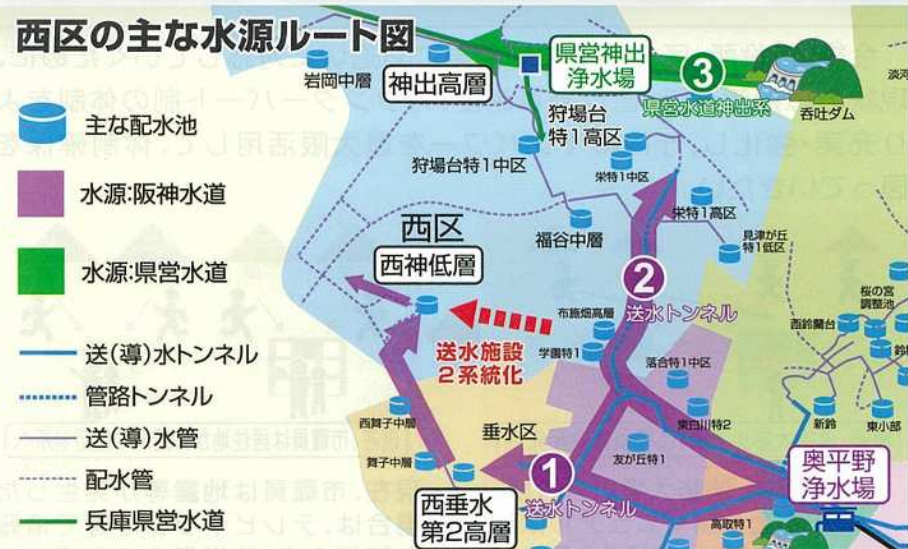 西区の主な水源ルート図
主な配水池
水源:阪神水道
水源:県営水道
送(導)水トンネル
管路トンネル
送(導)水管
配水管
兵庫県営水道
岩岡中層
神出高層
県営神出
浄水場
3
県営水道神出系
呑吐ダム
狩場台
特1高区
狩場台特1中区
栄特1中区
栄特1高区
見津が丘
特1低区
西区
西神低層
福谷中層
2
送水トンネル
布施畑高層
学園特1
送水施設
2系統化
落合特1中区
桜の宮
調整池
西鈴蘭台
新鈴
東小部
西舞子中層
舞子中層
垂水区
友が丘特1
東白川特2
1
送水トンネル
西垂水
第2高層
奥平野
浄水場
高取特1